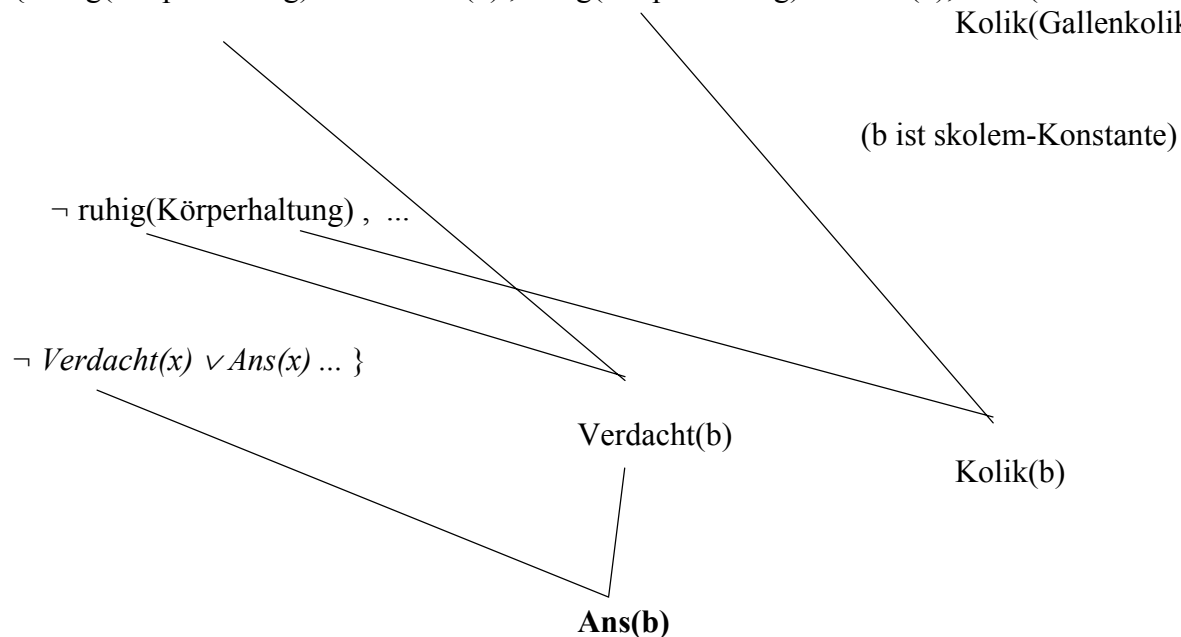 Kolik(Gallenkolik
(b ist skolem-Konstante)
¬ ruhig(Körperhaltung) , ...
¬ Verdacht(x) ∨ Ans(x) ... }
Verdacht(b)
Kolik(b)
Ans(b)